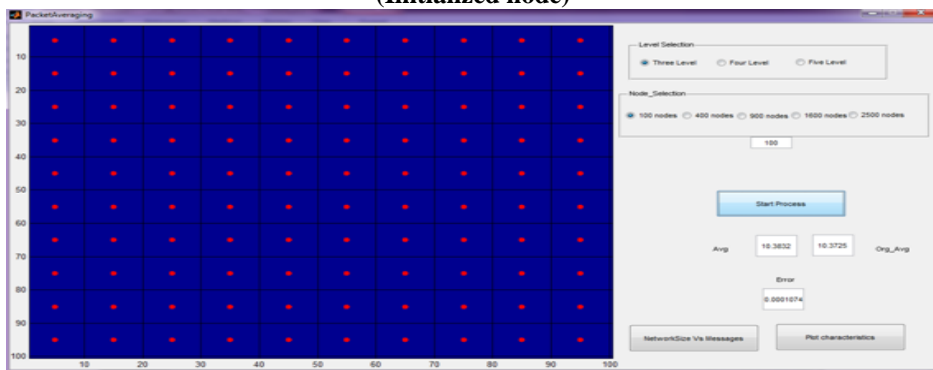 (Initialized node)
PacketAveraging
Level Selection
Three Level Four Level Five Level
Node_Selection
100 nodes 400 nodes 900 nodes 1600 nodes 2500 nodes
100
Start Process
Avg 10.3832 10.3725 Org_Avg
Error
0.0001074
NetworkSize Vs Messages Plot characteristics
10
20
30
40
50
60
70
80
90
100
10 20 30 40 50 60 70 80 90 100